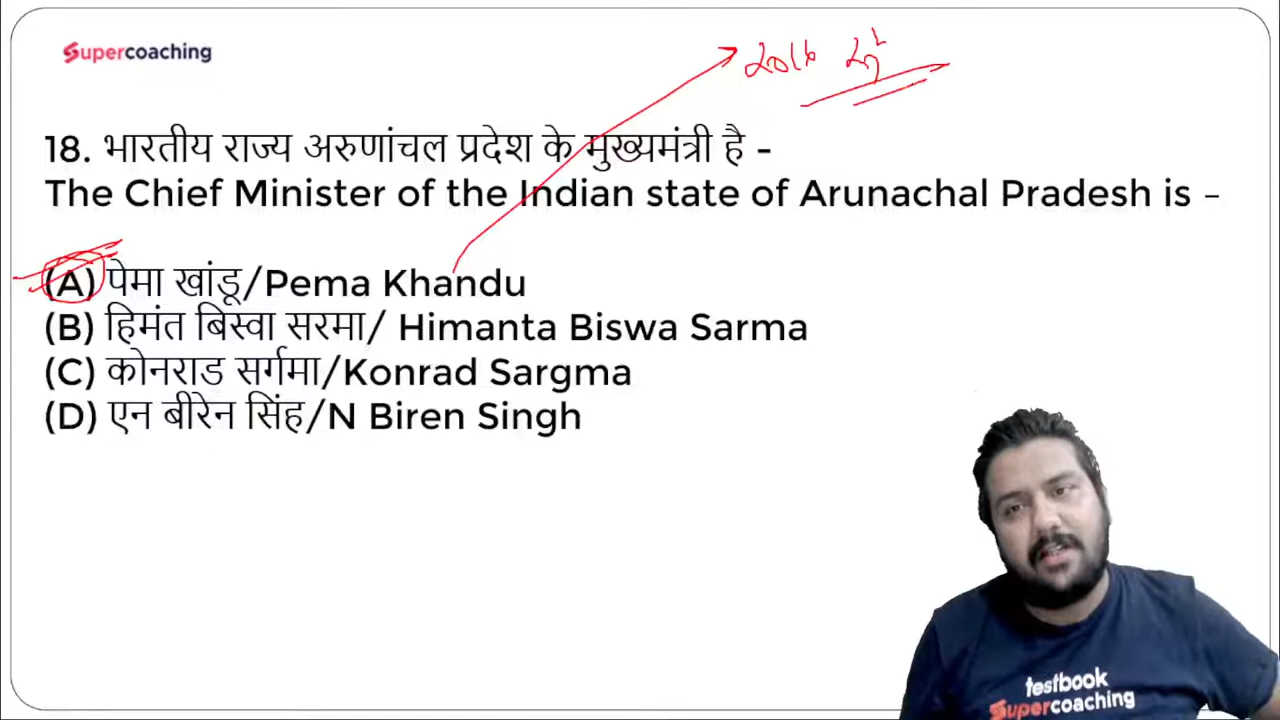 Supercoaching
2016 से
18. भारतीय राज्य अरुणांचल प्रदेश के मुख्यमंत्री है -
The Chief Minister of the Indian state of Arunachal Pradesh is –
(A) पेमा खांडू/Pema Khandu
(B) हिमंत बिस्वा सरमा/ Himanta Biswa Sarma
(C) कोनराड सर्गमा/Konrad Sargma
(D) एन बीरेन सिंह/N Biren Singh
testbook
Supercoaching